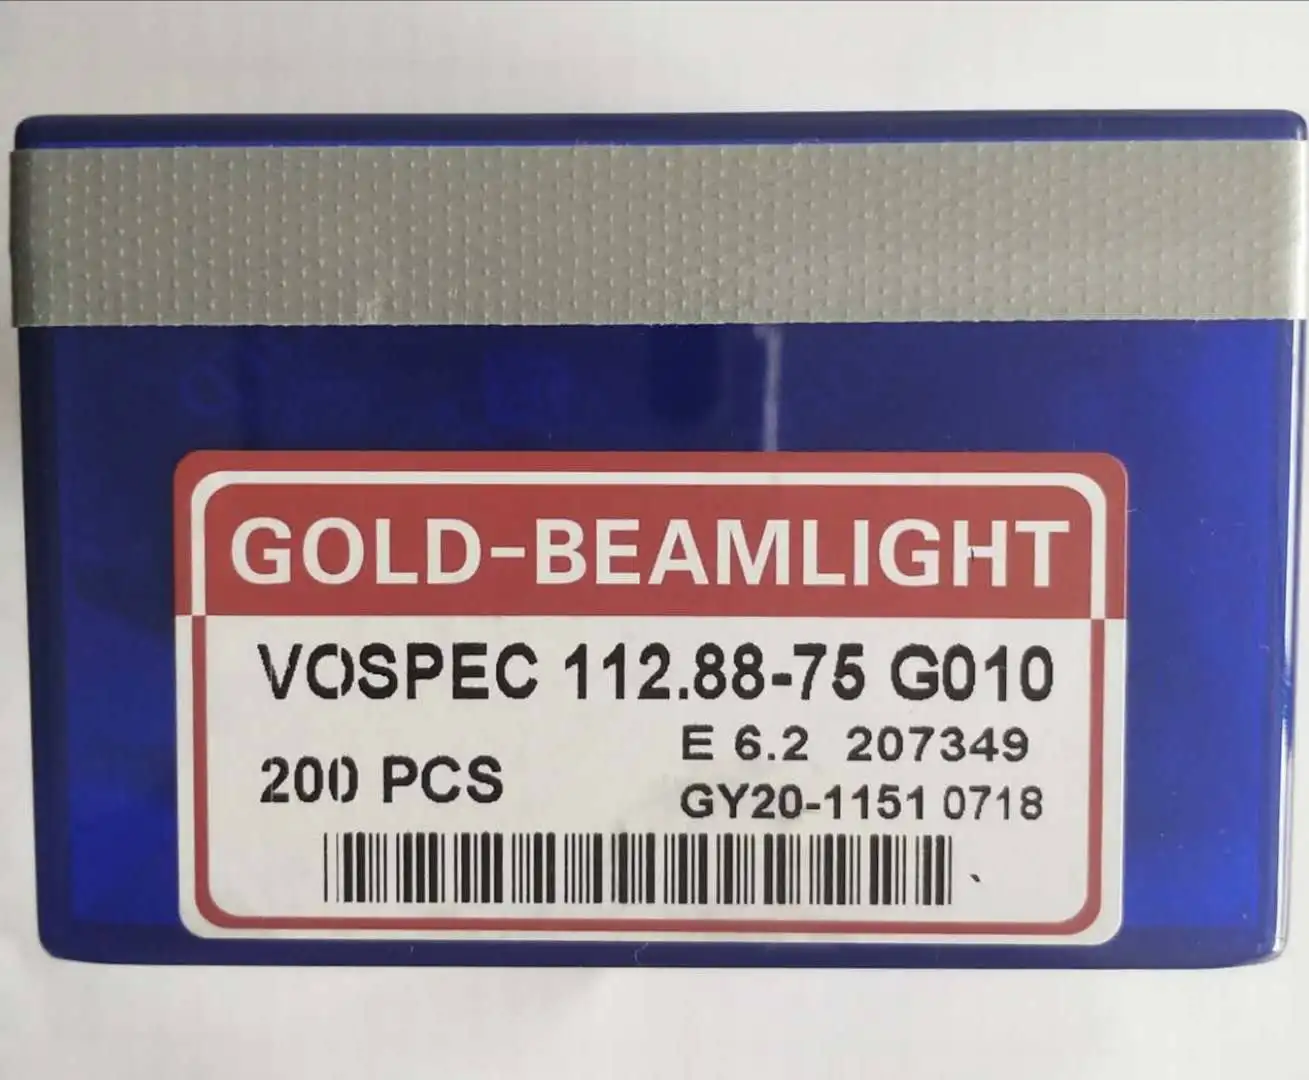 GOLD-BEAMLIGHT
VOSPEC 112.88-75 G010
E 6.2 207349
200 PCS
GY20-1151 0718